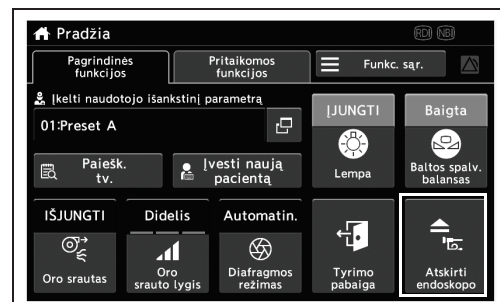 Pradžia
RDI NBI
Pagrindinės
funkcijos
Pritaikomos
funkcijos
Funkc. sąr.
Įkelti naudotojo išankstinį parametrą
01:Preset A
Paiešk.
tv.
Įvesti naują
pacientą
ĮJUNGTI
Lempa
Baigta
Baltos spalv.
balansas
IŠJUNGTI
Oro srautas
Didelis
Oro
srauto lygis
Automatin.
Diafragmos
režimas
Tyrimo
pabaiga
Atskirti
endoskopo